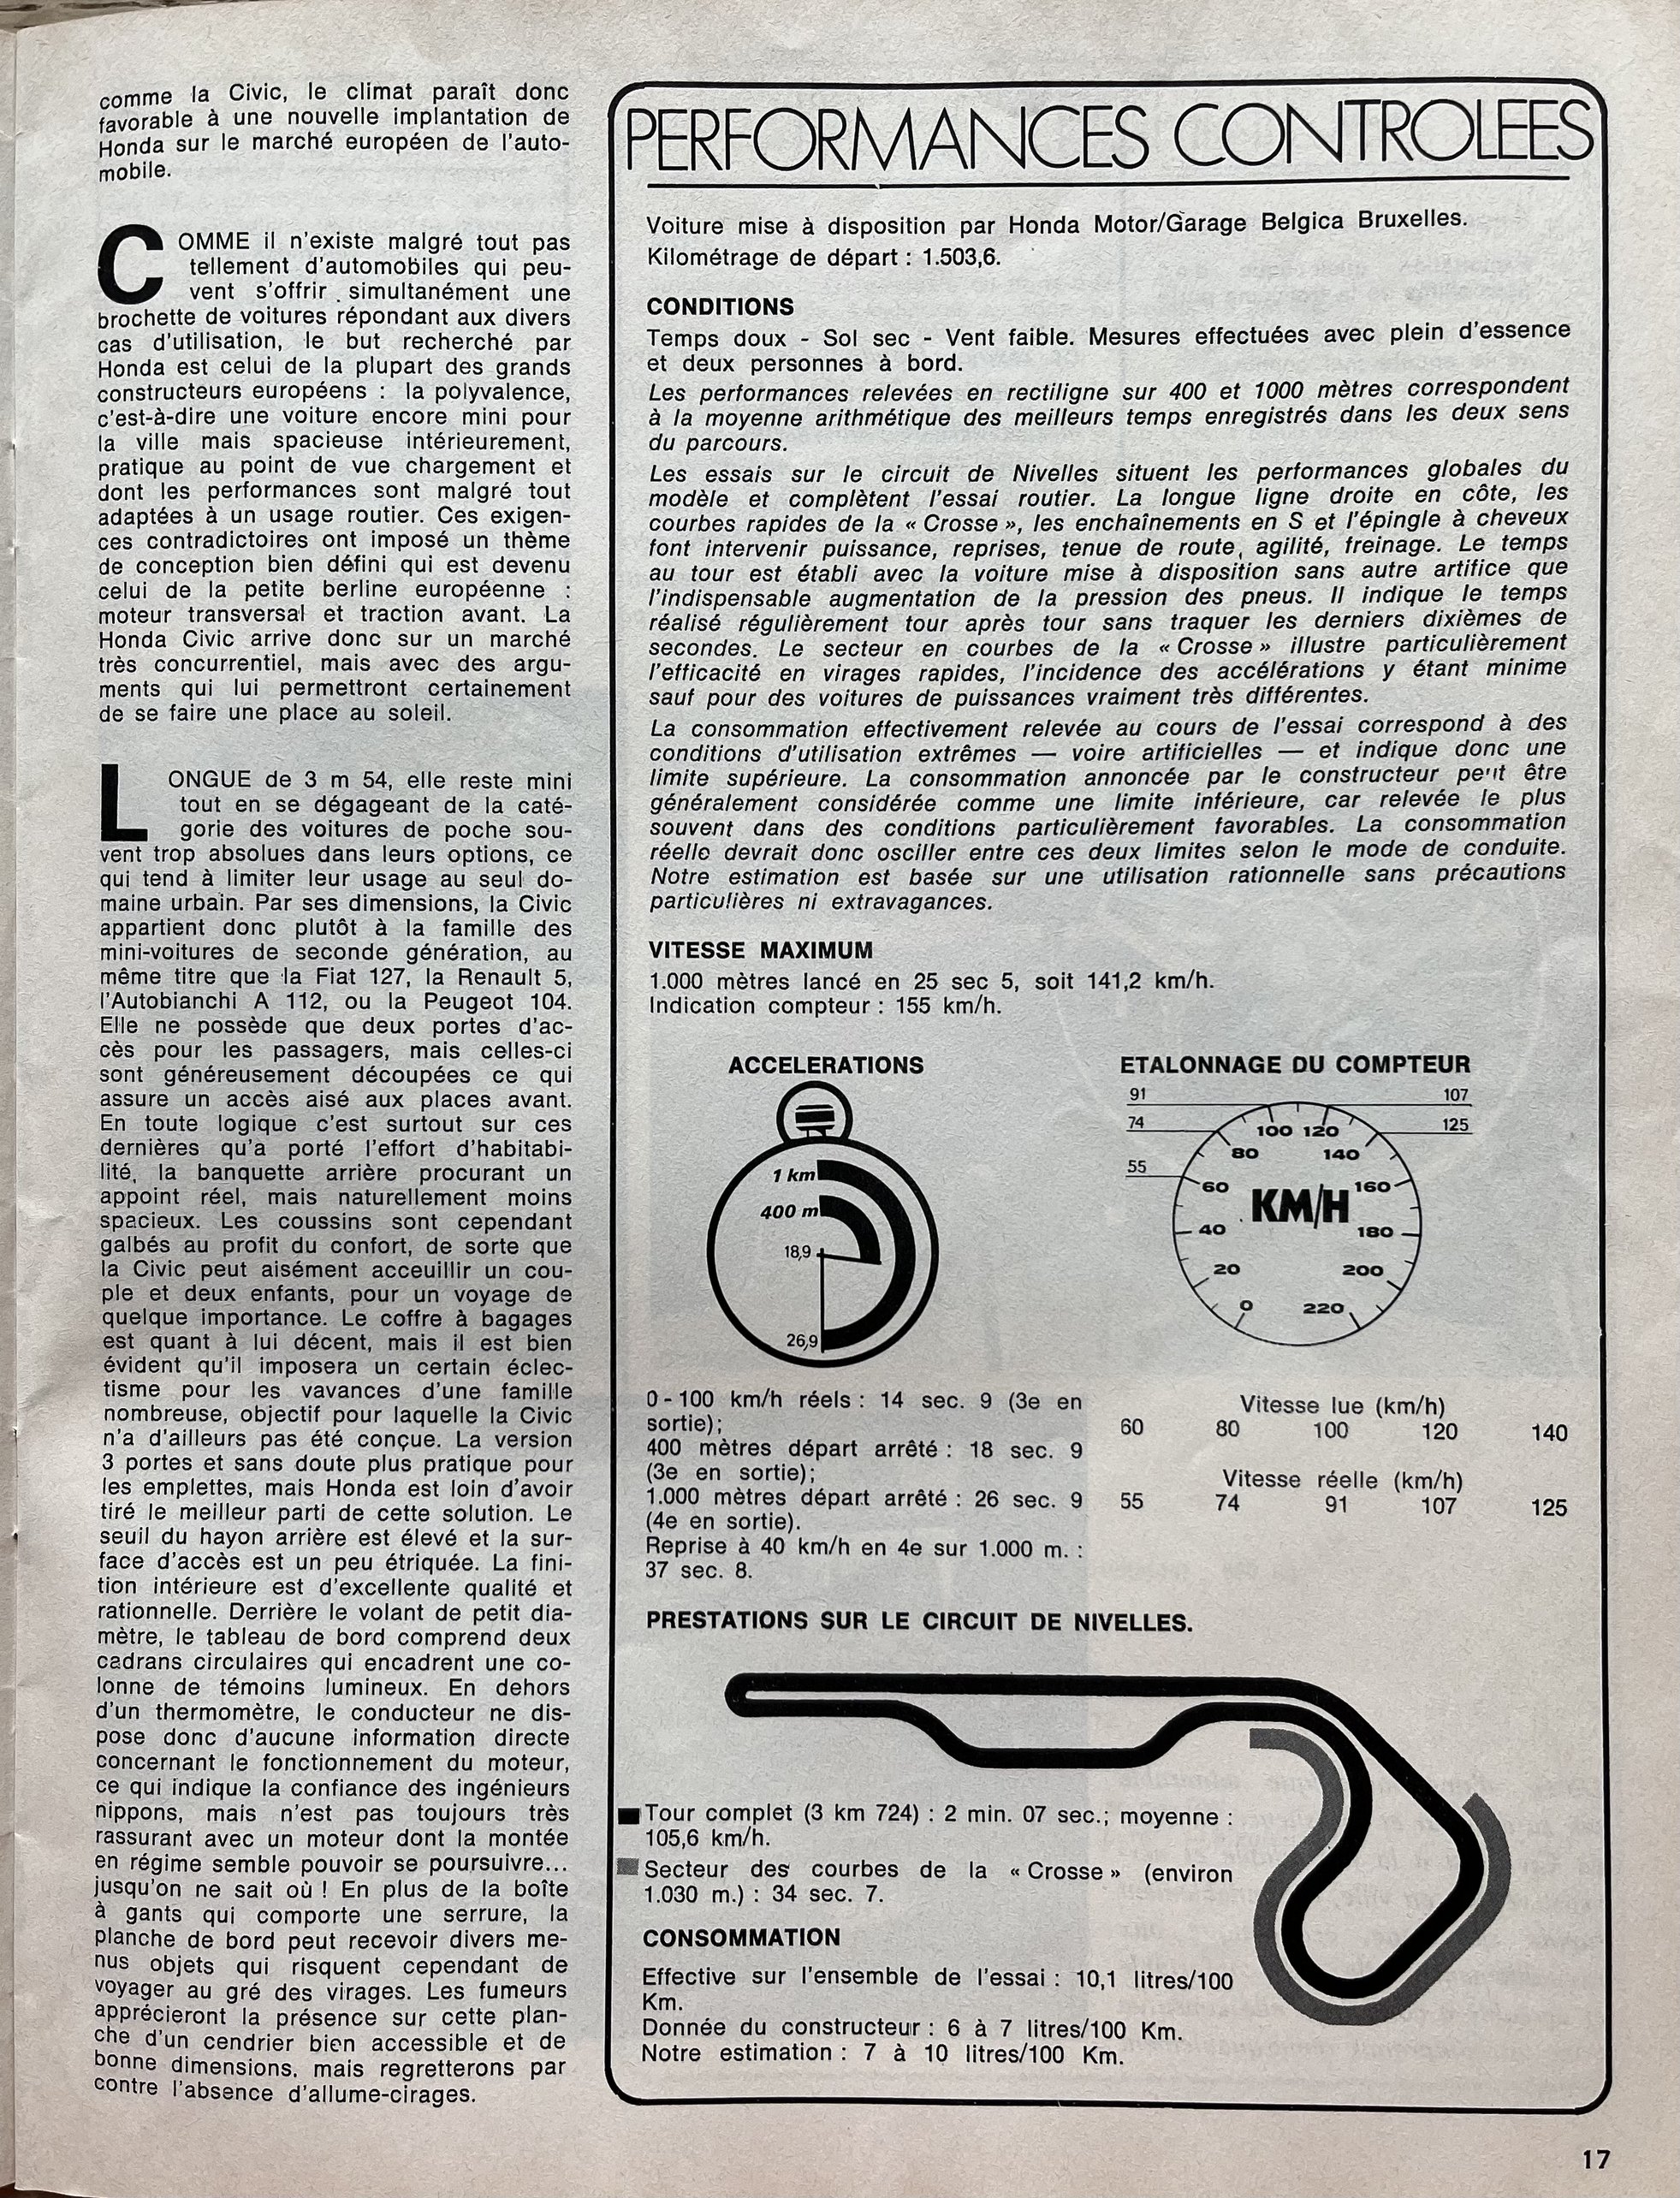 comme la Civic, le climat paraît donc
favorable à une nouvelle implantation de
Honda sur le marché européen de l'auto-
mobile.
COMME il n'existe malgré tout pas
tellement d'automobiles qui peu-
vent s'offrir simultanément une
brochette de voitures répondant aux divers
cas d'utilisation, le but recherché par
Honda est celui de la plupart des grands
constructeurs européens : la polyvalence,
c'est-à-dire une voiture encore mini pour
la ville mais spacieuse intérieurement,
pratique au point de vue chargement et
dont les performances sont malgré tout
adaptées à un usage routier. Ces exigen-
ces contradictoires ont imposé un thème
de conception bien défini qui est devenu
celui de la petite berline européenne :
moteur transversal et traction avant. La
Honda Civic arrive donc sur un marché
très concurrentiel, mais avec des argu-
ments qui lui permettront certainement
de se faire une place au soleil.
LONGUE de 3 m 54, elle reste mini
tout en se dégageant de la caté-
gorie des voitures de poche sou-
vent trop absolues dans leurs options, ce
qui tend à limiter leur usage au seul do-
maine urbain. Par ses dimensions, la Civic
appartient donc plutôt à la famille des
mini-voitures de seconde génération, au
même titre que la Fiat 127, la Renault 5,
l'Autobianchi A 112, ou la Peugeot 104.
Elle ne possède que deux portes d'ac-
cès pour les passagers, mais celles-ci
sont généreusement découpées ce qui
assure un accès aisé aux places avant.
En toute logique c'est surtout sur ces
dernières qu'a porté l'effort d'habitabi-
lité, la banquette arrière procurant un
appoint réel, mais naturellement moins
spacieux. Les coussins sont cependant
galbés au profit du confort, de sorte que
la Civic peut aisément acceuillir un cou-
ple et deux enfants, pour un voyage de
quelque importance. Le coffre à bagages
est quant à lui décent, mais il est bien
évident qu'il imposera un certain éclec-
tisme pour les vavances d'une famille
nombreuse, objectif pour laquelle la Civic
n'a d'ailleurs pas été conçue. La version
3 portes et sans doute plus pratique pour
les emplettes, mais Honda est loin d'avoir
tiré le meilleur parti de cette solution. Le
seuil du hayon arrière est élevé et la sur-
face d'accès est un peu étriquée. La fini-
tion intérieure est d'excellente qualité et
rationnelle. Derrière le volant de petit dia-
mètre, le tableau de bord comprend deux
cadrans circulaires qui encadrent une co-
lonne de témoins lumineux. En dehors
d'un thermomètre, le conducteur ne dis-
pose donc d'aucune information directe
concernant le fonctionnement du moteur,
ce qui indique la confiance des ingénieurs
nippons, mais n'est pas toujours très
rassurant avec un moteur dont la montée
en régime semble pouvoir se poursuivre...
jusqu'on ne sait où ! En plus de la boîte
à gants qui comporte une serrure, la
planche de bord peut recevoir divers me-
nus objets qui risquent cependant de
voyager au gré des virages. Les fumeurs
apprécieront la présence sur cette plan-
che d'un cendrier bien accessible et de
bonne dimensions, mais regretterons par
contre l'absence d'allume-cirages.
PERFORMANCES CONTROLEES
Voiture mise à disposition par Honda Motor/Garage Belgica Bruxelles.
Kilométrage de départ : 1.503,6.
CONDITIONS
Temps doux - Sol sec - Vent faible. Mesures effectuées avec plein d'essence
et deux personnes à bord.
Les performances relevées en rectiligne sur 400 et 1000 mètres correspondent
à la moyenne arithmétique des meilleurs temps enregistrés dans les deux sens
du parcours.
Les essais sur le circuit de Nivelles situent les performances globales du
modèle et complètent l'essai routier. La longue ligne droite en côte, les
courbes rapides de la « Crosse », les enchaînements en S et l'épingle à cheveux
font intervenir puissance, reprises, tenue de route, agilité, freinage. Le temps
au tour est établi avec la voiture mise à disposition sans autre artifice que
l'indispensable augmentation de la pression des pneus. Il indique le temps
réalisé régulièrement tour après tour sans traquer les derniers dixièmes de
secondes. Le secteur en courbes de la « Crosse » illustre particulièrement
l'efficacité en virages rapides, l'incidence des accélérations y étant minime
sauf pour des voitures de puissances vraiment très différentes.
La consommation effectivement relevée au cours de l'essai correspond à des
conditions d'utilisation extrêmes — voire artificielles — et indique donc une
limite supérieure. La consommation annoncée par le constructeur peut être
généralement considérée comme une limite inférieure, car relevée le plus
souvent dans des conditions particulièrement favorables. La consommation
réelle devrait donc osciller entre ces deux limites selon le mode de conduite.
Notre estimation est basée sur une utilisation rationnelle sans précautions
particulières ni extravagances.
VITESSE MAXIMUM
1.000 mètres lancé en 25 sec 5, soit 141,2 km/h.
Indication compteur : 155 km/h.
ACCELERATIONS
1 km
400 m
18,9
26,9
0 - 100 km/h réels : 14 sec. 9 (3e en
sortie);
400 mètres départ arrêté : 18 sec. 9
(3e en sortie);
1.000 mètres départ arrêté : 26 sec. 9
(4e en sortie).
Reprise à 40 km/h en 4e sur 1.000 m. :
37 sec. 8.
ETALONNAGE DU COMPTEUR
91 107
74 125
55
100 120
80 140
60 160
KM/H
40 180
20 200
0 220
Vitesse lue (km/h)
60 80 100 120 140
Vitesse réelle (km/h)
55 74 91 107 125
PRESTATIONS SUR LE CIRCUIT DE NIVELLES.
Tour complet (3 km 724) : 2 min. 07 sec.; moyenne :
105,6 km/h.
Secteur des courbes de la « Crosse » (environ
1.030 m.) : 34 sec. 7.
CONSOMMATION
Effective sur l'ensemble de l'essai : 10,1 litres/100
Km.
Donnée du constructeur : 6 à 7 litres/100 Km.
Notre estimation : 7 à 10 litres/100 Km.
17